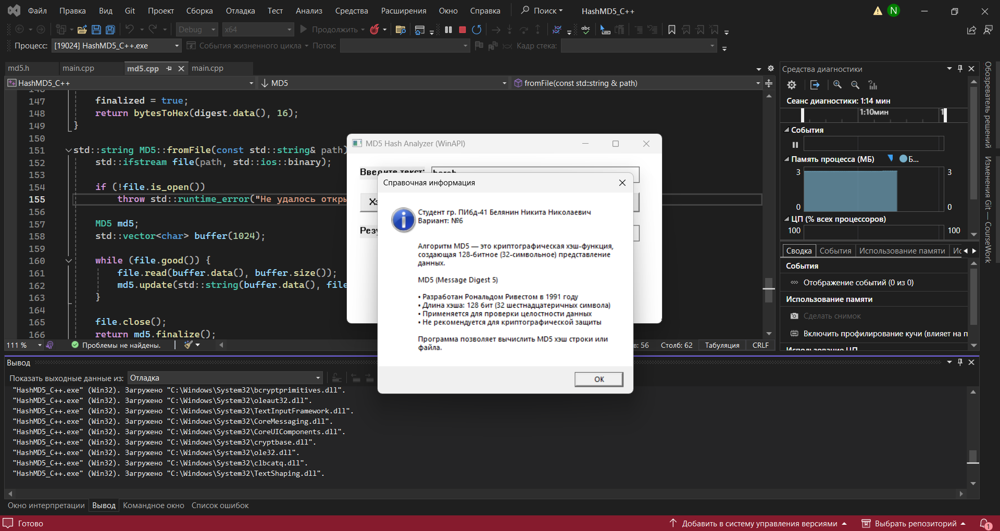 Файл Правка Вид Git Проект Сборка Отладка Тест Анализ Средства Расширения Окно Справка Поиск HashMD5_C++ N
Debug x64 Продолжить
Процесс: [19024] HashMD5_C++.exe События жизненного цикла Поток: Кадр стека:
md5.h main.cpp md5.cpp main.cpp
HashMD5_C++ MD5 fromFile(const std::string & path)
147 finalized = true;
148 return bytesToHex(digest.data(), 16);
149 }
150
151 std::string MD5::fromFile(const std::string& path)
152 std::ifstream file(path, std::ios::binary);
153
154 if (!file.is_open())
155 throw std::runtime_error("Не удалось откры
156
157 MD5 md5;
158 std::vector<char> buffer(1024);
159
160 while (file.good()) {
161 file.read(buffer.data(), buffer.size());
162 md5.update(std::string(buffer.data(), file
163 }
164
165 file.close();
166 return md5.finalize();
111 % Проблемы не найдены. в: 56 Столб: 62 Табуляция CRLF
MD5 Hash Analyzer (WinAPI)
Введите текст:
Хэ
Резу
Справочная информация
Студент гр. ПИбд-41 Белянин Никита Николаевич
Вариант: №6
Алгоритм MD5 — это криптографическая хэш-функция,
создающая 128-битное (32-символьное) представление
данных.
MD5 (Message Digest 5)
• Разработан Рональдом Ривестом в 1991 году
• Длина хэша: 128 бит (32 шестнадцатеричных символа)
• Применяется для проверки целостности данных
• Не рекомендуется для криптографической защиты
Программа позволяет вычислить MD5 хэш строки или
файла.
OK
Средства диагностики
Сеанс диагностики: 1:14 мин
1:10мин 1
События
Память процесса (МБ) Б...
3 3
0 0
ЦП (% всех процессоров)
100 100
Сводка События Использование памяти Ис
События
Отображение событий (0 из 0)
Использование памяти
Сделать снимок
Включить профилирование кучи (влияет на п
Использование ЦП
Обозреватель решений
Изменения Git — CourseWork
Вывод
Показать выходные данные из: Отладка
"HashMD5_C++.exe" (Win32). Загружено "C:\Windows\System32\bcryptprimitives.dll".
"HashMD5_C++.exe" (Win32). Загружено "C:\Windows\System32\oleaut32.dll".
"HashMD5_C++.exe" (Win32). Загружено "C:\Windows\System32\TextInputFramework.dll".
"HashMD5_C++.exe" (Win32). Загружено "C:\Windows\System32\CoreMessaging.dll".
"HashMD5_C++.exe" (Win32). Загружено "C:\Windows\System32\CoreUIComponents.dll".
"HashMD5_C++.exe" (Win32). Загружено "C:\Windows\System32\cryptbase.dll".
"HashMD5_C++.exe" (Win32). Загружено "C:\Windows\System32\ole32.dll".
"HashMD5_C++.exe" (Win32). Загружено "C:\Windows\System32\clbcatq.dll".
"HashMD5_C++.exe" (Win32). Загружено "C:\Windows\System32\TextShaping.dll".
Окно интерпретации Вывод Командное окно Список ошибок
Готово Добавить в систему управления версиями Выбрать репозиторий 1